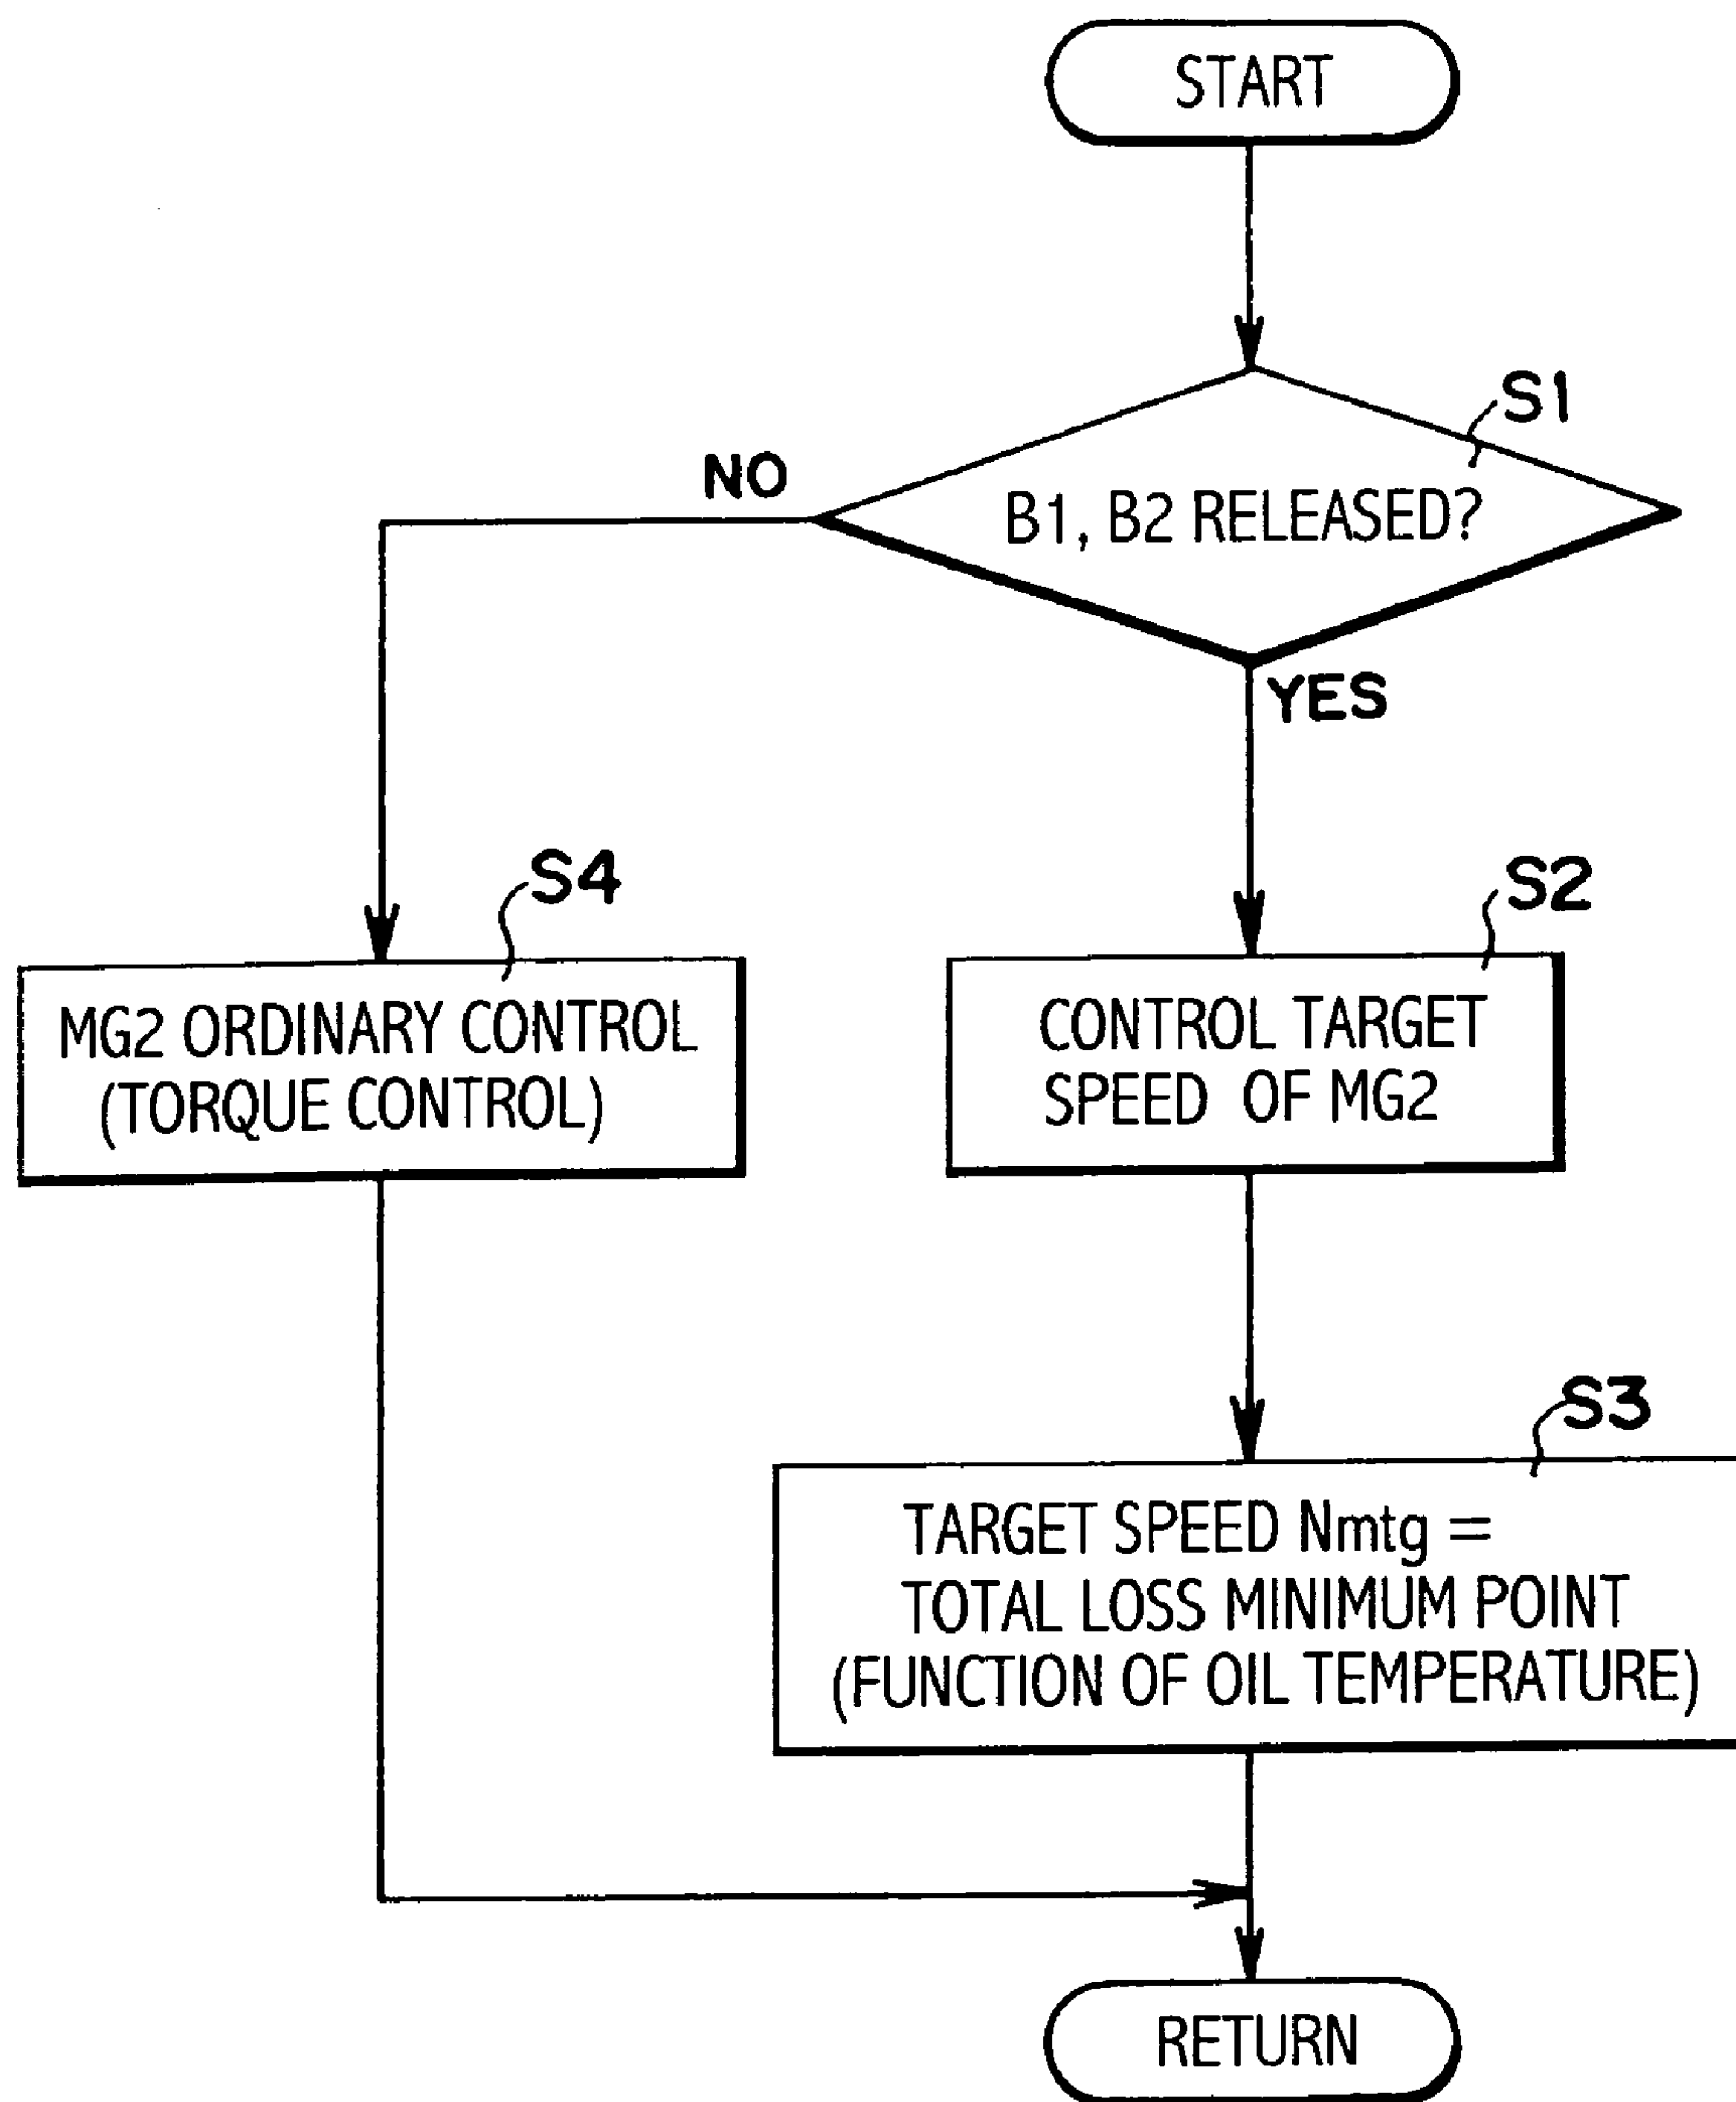 START
S1
NO
B1, B2 RELEASED?
YES
S4
S2
MG2 ORDINARY CONTROL
(TORQUE CONTROL)
CONTROL TARGET
SPEED OF MG2
S3
TARGET SPEED Nmtg =
TOTAL LOSS MINIMUM POINT
(FUNCTION OF OIL TEMPERATURE)
RETURN